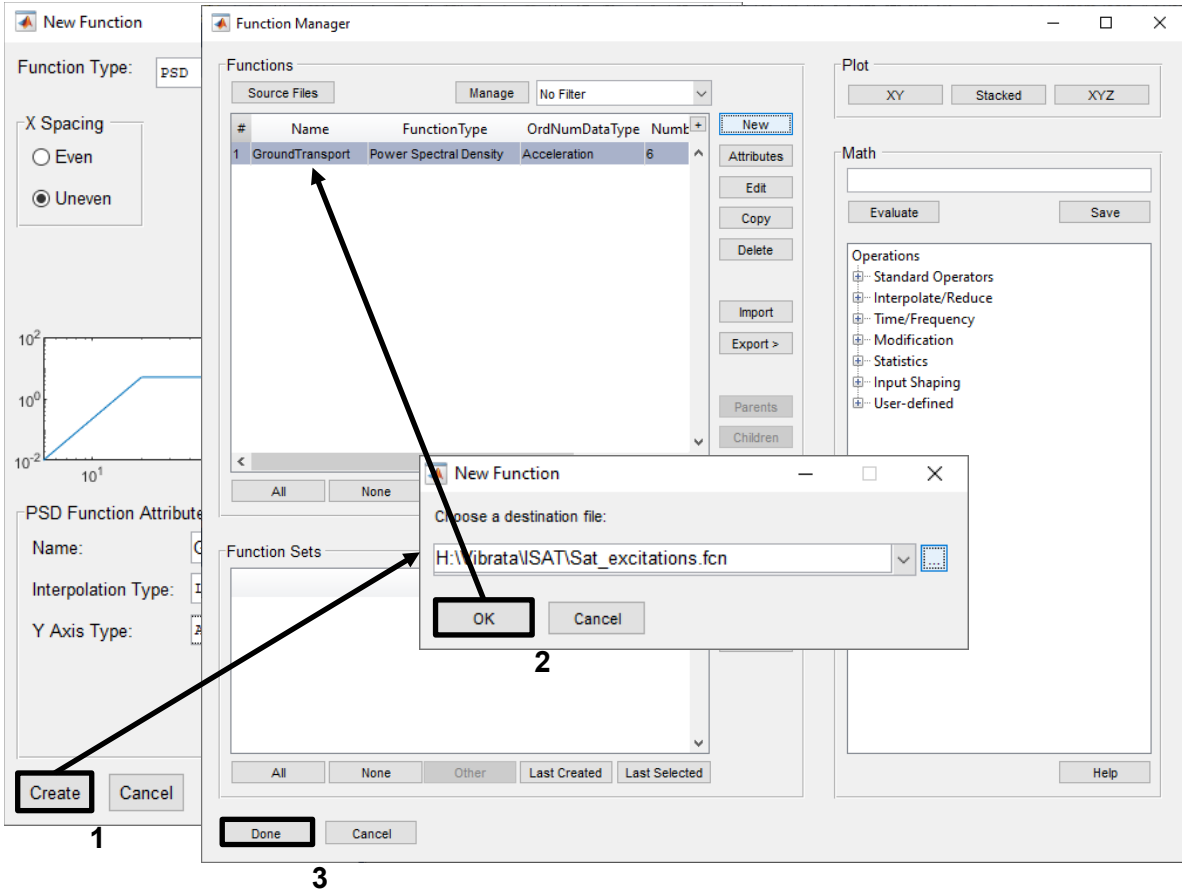 New Function
Function Type: PSD
X Spacing
Even
Uneven
10^2
10^0
10^-2
10^1
PSD Function Attribute
Name:
Interpolation Type:
Y Axis Type:
Create Cancel
1
Function Manager
Functions
Source Files Manage No Filter
# Name FunctionType OrdNumDataType Numb +
1 GroundTransport Power Spectral Density Acceleration 6
New
Attributes
Edit
Copy
Delete
Import
Export >
Parents
Children
All None
Function Sets
All None Other Last Created Last Selected
Done Cancel
3
New Function
Choose a destination file:
H:\Vibrata\ISAT\Sat_excitations.fcn ...
OK Cancel
2
Plot
XY Stacked XYZ
Math
Evaluate Save
Operations
Standard Operators
Interpolate/Reduce
Time/Frequency
Modification
Statistics
Input Shaping
User-defined
Help